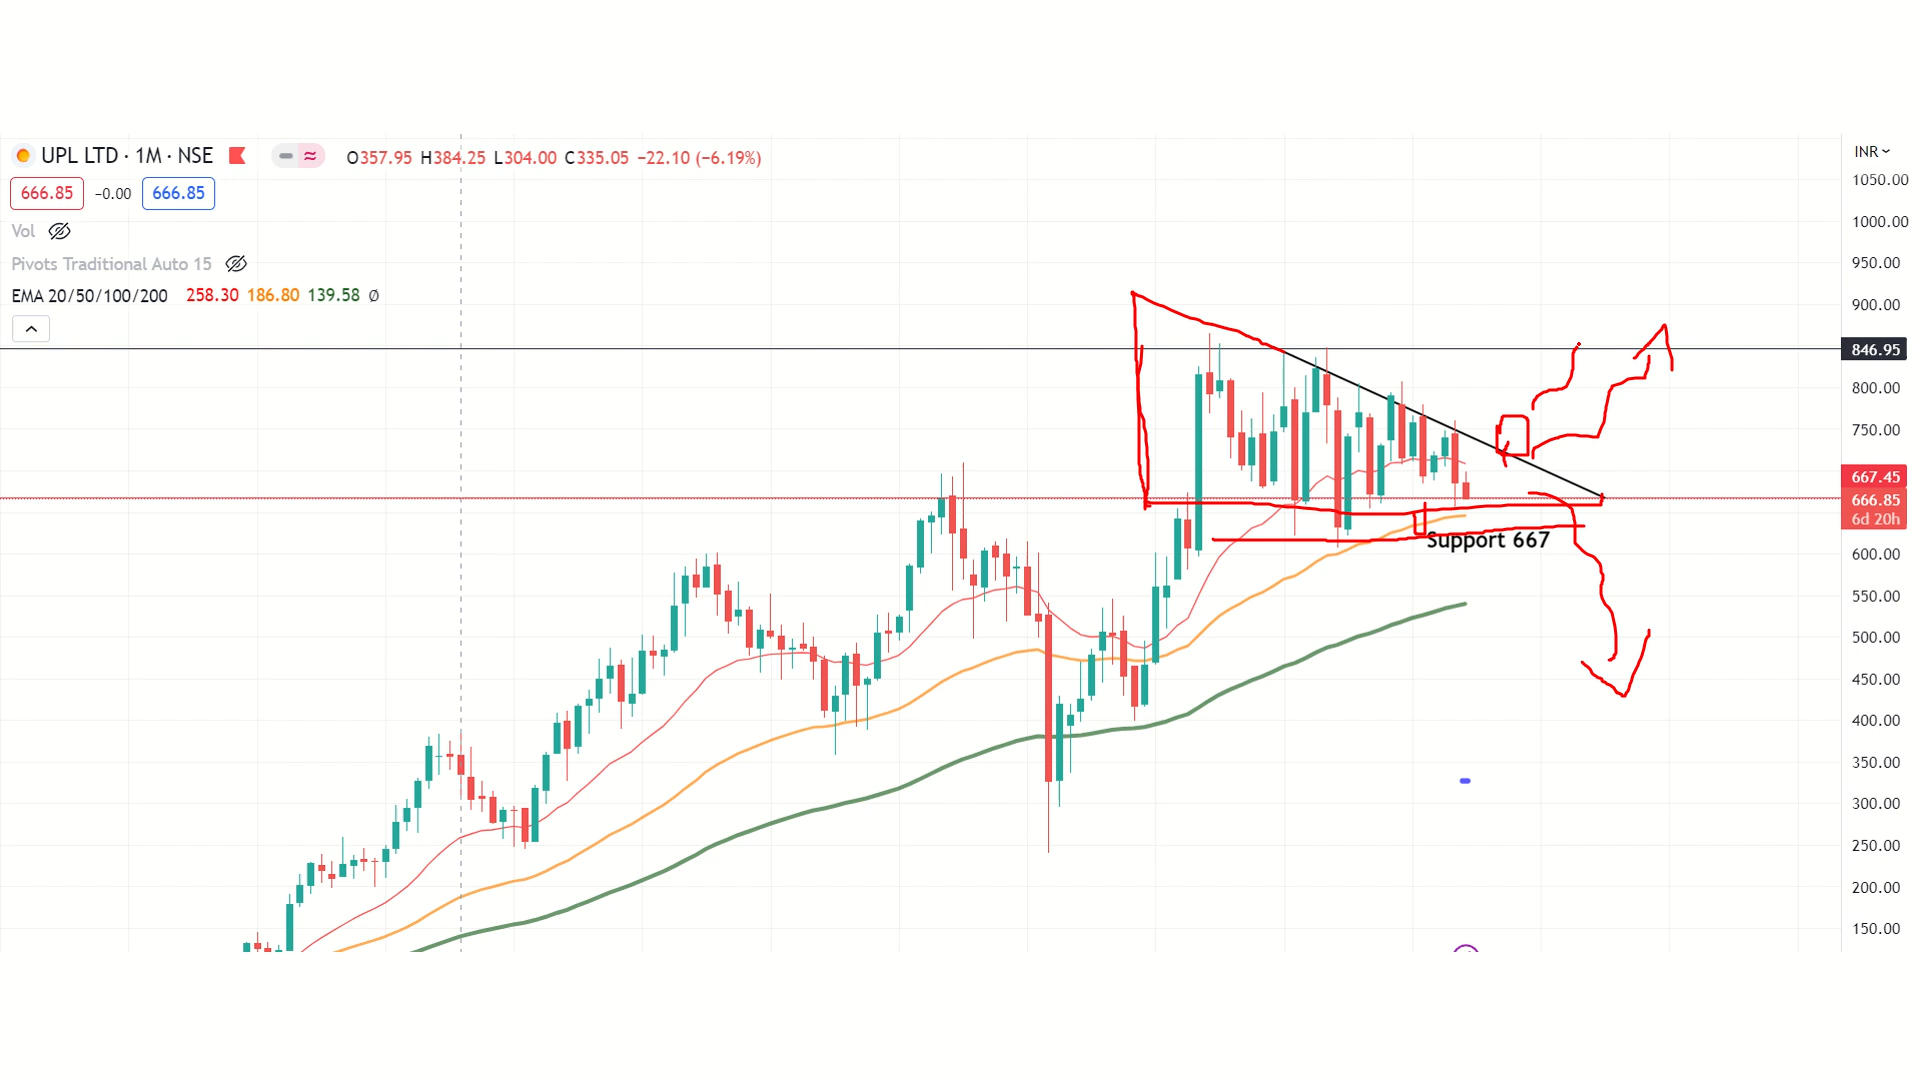 UPL LTD · 1M · NSE O357.95 H384.25 L304.00 C335.05 −22.10 (−6.19%)
666.85 −0.00 666.85
Vol
Pivots Traditional Auto 15
EMA 20/50/100/200 258.30 186.80 139.58 Ø
INR
1050.00
1000.00
950.00
900.00
846.95
800.00
750.00
667.45
666.85
6d 20h
600.00
550.00
500.00
450.00
400.00
350.00
300.00
250.00
200.00
150.00
Support 667